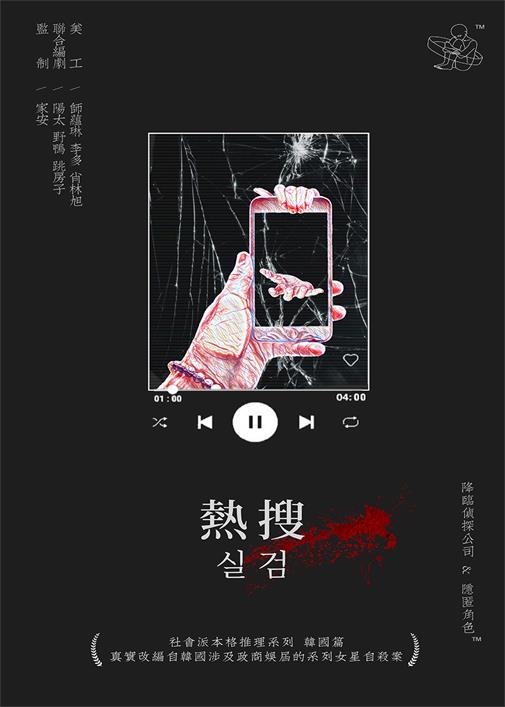 美 工 / 師蘊琳 李多 肖林旭
聯合編劇 / 陽太 野鴨 跳房子
監 制 / 家安
TM
01:00
04:00
熱搜
실검
降臨偵探公司 & 隱匿角色
TM
社會派本格推理系列 韓國篇
真實改編自韓國涉及政商娛届的系列女星自殺案